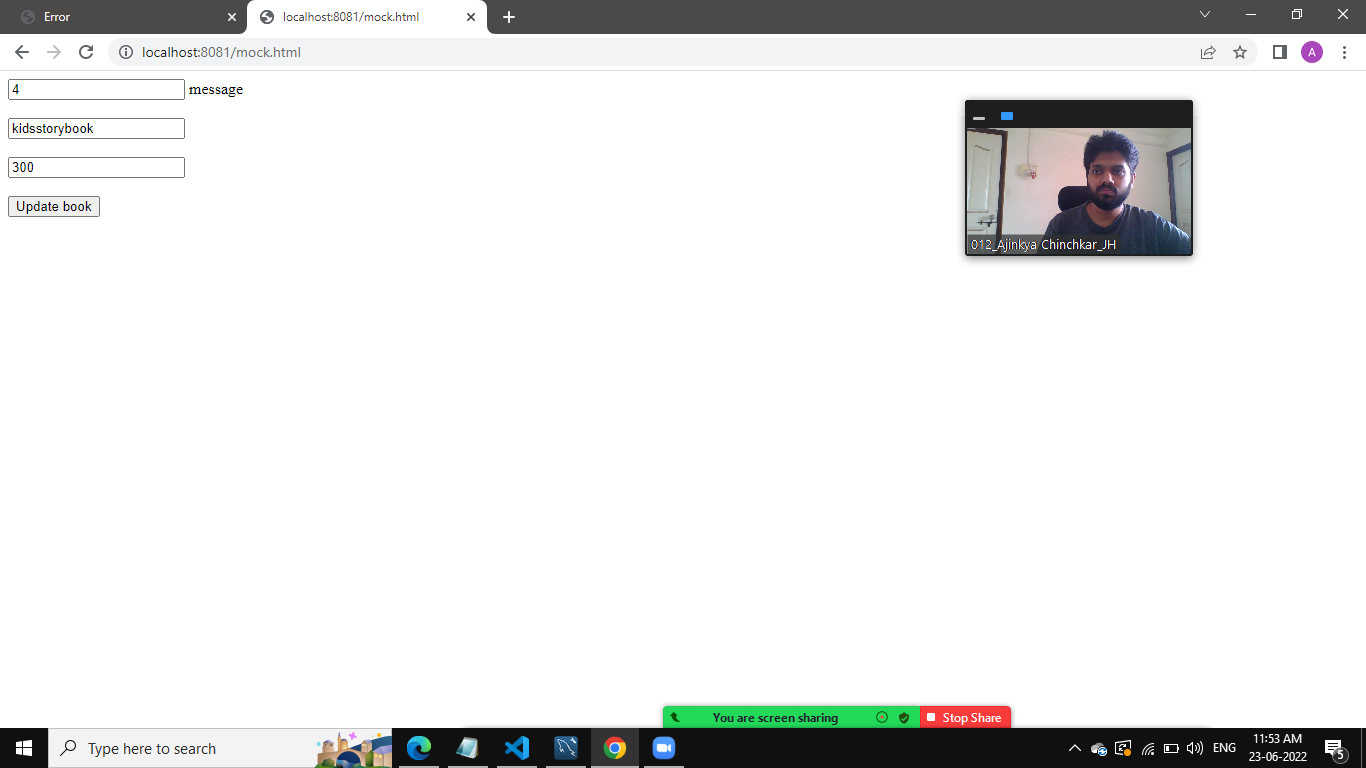 Error
localhost:8081/mock.html
localhost:8081/mock.html
A
4 message
kidsstorybook
300
Update book
012_Ajinkya Chinchkar_JH
You are screen sharing
Stop Share
Type here to search
ENG
11:53 AM
23-06-2022
5